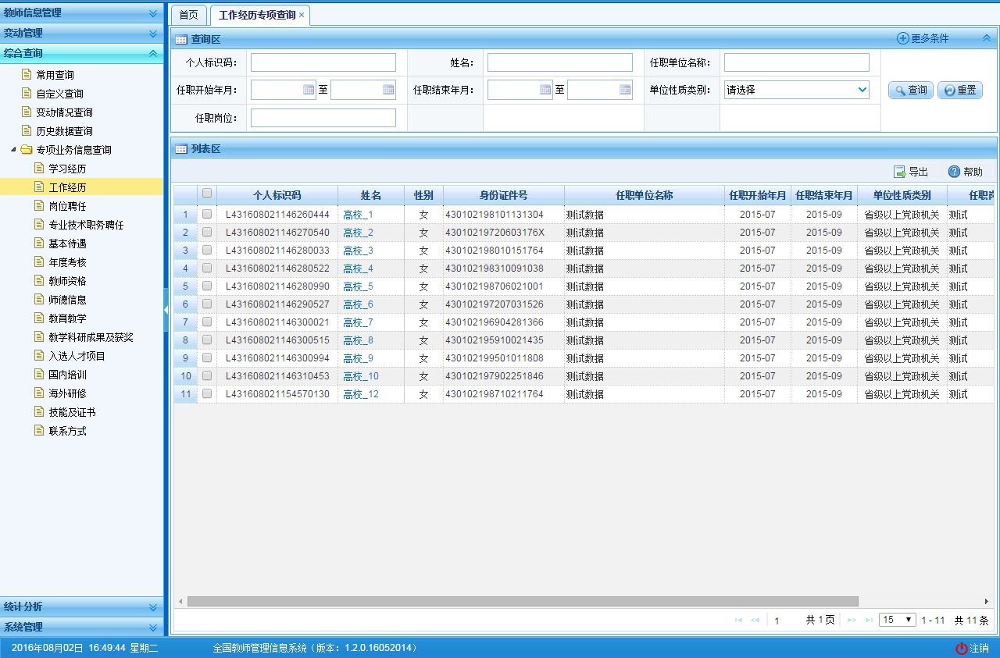 教师信息管理
变动管理
综合查询
常用查询
自定义查询
变动情况查询
历史数据查询
专项业务信息查询
学习经历
工作经历
岗位聘任
专业技术职务聘任
基本待遇
年度考核
教师资格
师德信息
教育教学
教学科研成果及获奖
入选人才项目
国内培训
海外研修
技能及证书
联系方式
统计分析
系统管理
首页 工作经历专项查询 ×
查询区 更多条件
个人标识码： 姓名： 任职单位名称：
任职开始年月： 至 任职结束年月： 至 单位性质类别： 请选择 查询 重置
任职岗位：
列表区
导出 帮助
个人标识码 姓名 性别 身份证件号 任职单位名称 任职开始年月 任职结束年月 单位性质类别 任职
1 L431608021146260444 高校_1 女 430102198101131304 测试数据 2015-07 2015-09 省级以上党政机关 测试
2 L431608021146270540 高校_2 女 43010219720603176X 测试数据 2015-07 2015-09 省级以上党政机关 测试
3 L431608021146280033 高校_3 女 430102198010151764 测试数据 2015-07 2015-09 省级以上党政机关 测试
4 L431608021146280522 高校_4 女 430102198310091038 测试数据 2015-07 2015-09 省级以上党政机关 测试
5 L431608021146280990 高校_5 女 430102198706021001 测试数据 2015-07 2015-09 省级以上党政机关 测试
6 L431608021146290527 高校_6 女 430102197207031526 测试数据 2015-07 2015-09 省级以上党政机关 测试
7 L431608021146300021 高校_7 女 430102196904281366 测试数据 2015-07 2015-09 省级以上党政机关 测试
8 L431608021146300515 高校_8 女 430102195910021435 测试数据 2015-07 2015-09 省级以上党政机关 测试
9 L431608021146300994 高校_9 女 430102199501011808 测试数据 2015-07 2015-09 省级以上党政机关 测试
10 L431608021146310453 高校_10 女 430102197902251846 测试数据 2015-07 2015-09 省级以上党政机关 测试
11 L431608021154570130 高校_12 女 430102198710211764 测试数据 2015-07 2015-09 省级以上党政机关 测试
1 共 1 页 15 1 - 11 共 11 条
2016年08月02日 16:49:44 星期二 全国教师管理信息系统（版本：1.2.0.16052014） 注销